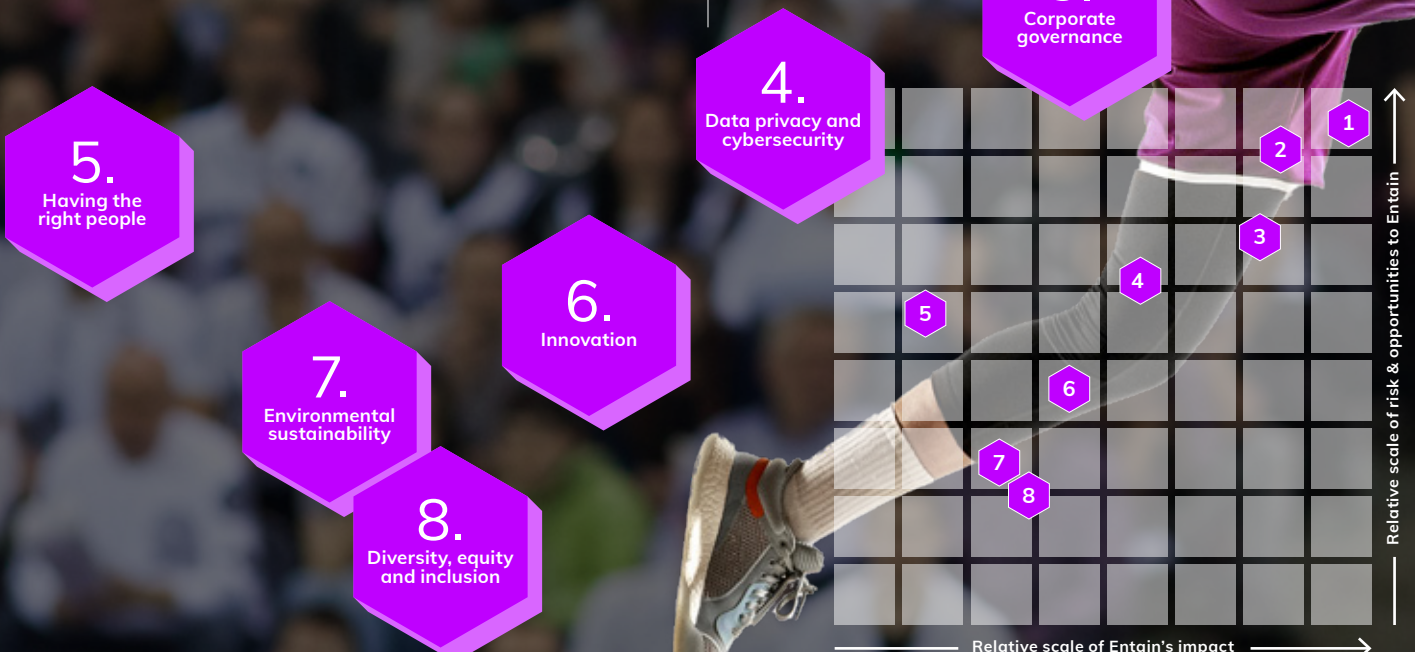 Corporate
governance
4.
Data privacy and
cybersecurity
5.
Having the
right people
6.
Innovation
7.
Environmental
sustainability
8.
Diversity, equity
and inclusion
1
2
3
4
5
6
7
8
Relative scale of risk & opportunities to Entain
Relative scale of Entain's impact